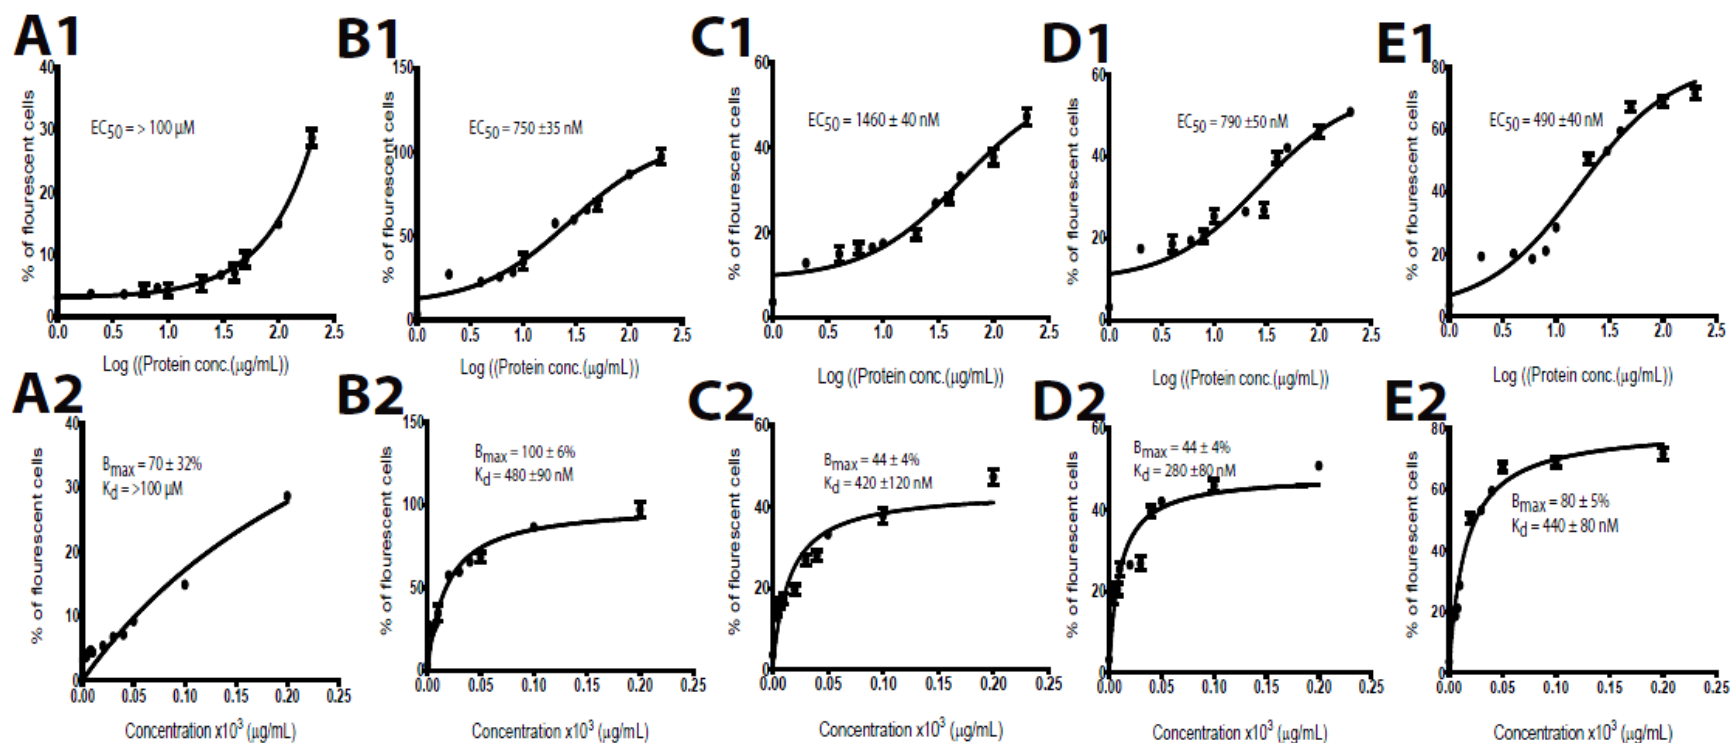 A1
% of flourescent cells
40
30
20
10
0
EC50 = > 100 µM
0.0 0.5 1.0 1.5 2.0 2.5
Log ((Protein conc.(µg/mL))
B1
% of flourescent cells
150
100
50
0
EC50 = 750 ±35 nM
0.0 0.5 1.0 1.5 2.0 2.5
Log ((Protein conc.(µg/mL))
C1
% of flourescent cells
60
40
20
0
EC50 = 1460 ± 40 nM
0.0 0.5 1.0 1.5 2.0 2.5
Log ((Protein conc.(µg/mL))
D1
% of flourescent cells
60
40
20
0
EC50 = 790 ±50 nM
0.0 0.5 1.0 1.5 2.0 2.5
Log ((Protein conc.(µg/mL))
E1
% of flourescent cells
80
60
40
20
0
EC50 = 490 ±40 nM
0.0 0.5 1.0 1.5 2.0 2.5
Log ((Protein conc.(µg/mL))
A2
% of flourescent cells
40
30
20
10
0
Bmax = 70 ± 32%
Kd = >100 µM
0.00 0.05 0.10 0.15 0.20 0.25
Concentration x10³ (µg/mL)
B2
% of flourescent cells
150
100
50
0
Bmax = 100 ± 6%
Kd = 480 ±90 nM
0.00 0.05 0.10 0.15 0.20 0.25
Concentration x10³ (µg/mL)
C2
% of flourescent cells
60
40
20
0
Bmax = 44 ± 4%
Kd = 420 ±120 nM
0.00 0.05 0.10 0.15 0.20 0.25
Concentration x10³ (µg/mL)
D2
% of flourescent cells
60
40
20
0
Bmax = 44 ± 4%
Kd = 280 ±80 nM
0.00 0.05 0.10 0.15 0.20 0.25
Concentration x10³ (µg/mL)
E2
% of flourescent cells
80
60
40
20
0
Bmax = 80 ± 5%
Kd = 440 ± 80 nM
0.00 0.05 0.10 0.15 0.20 0.25
Concentration x10³ (µg/mL)